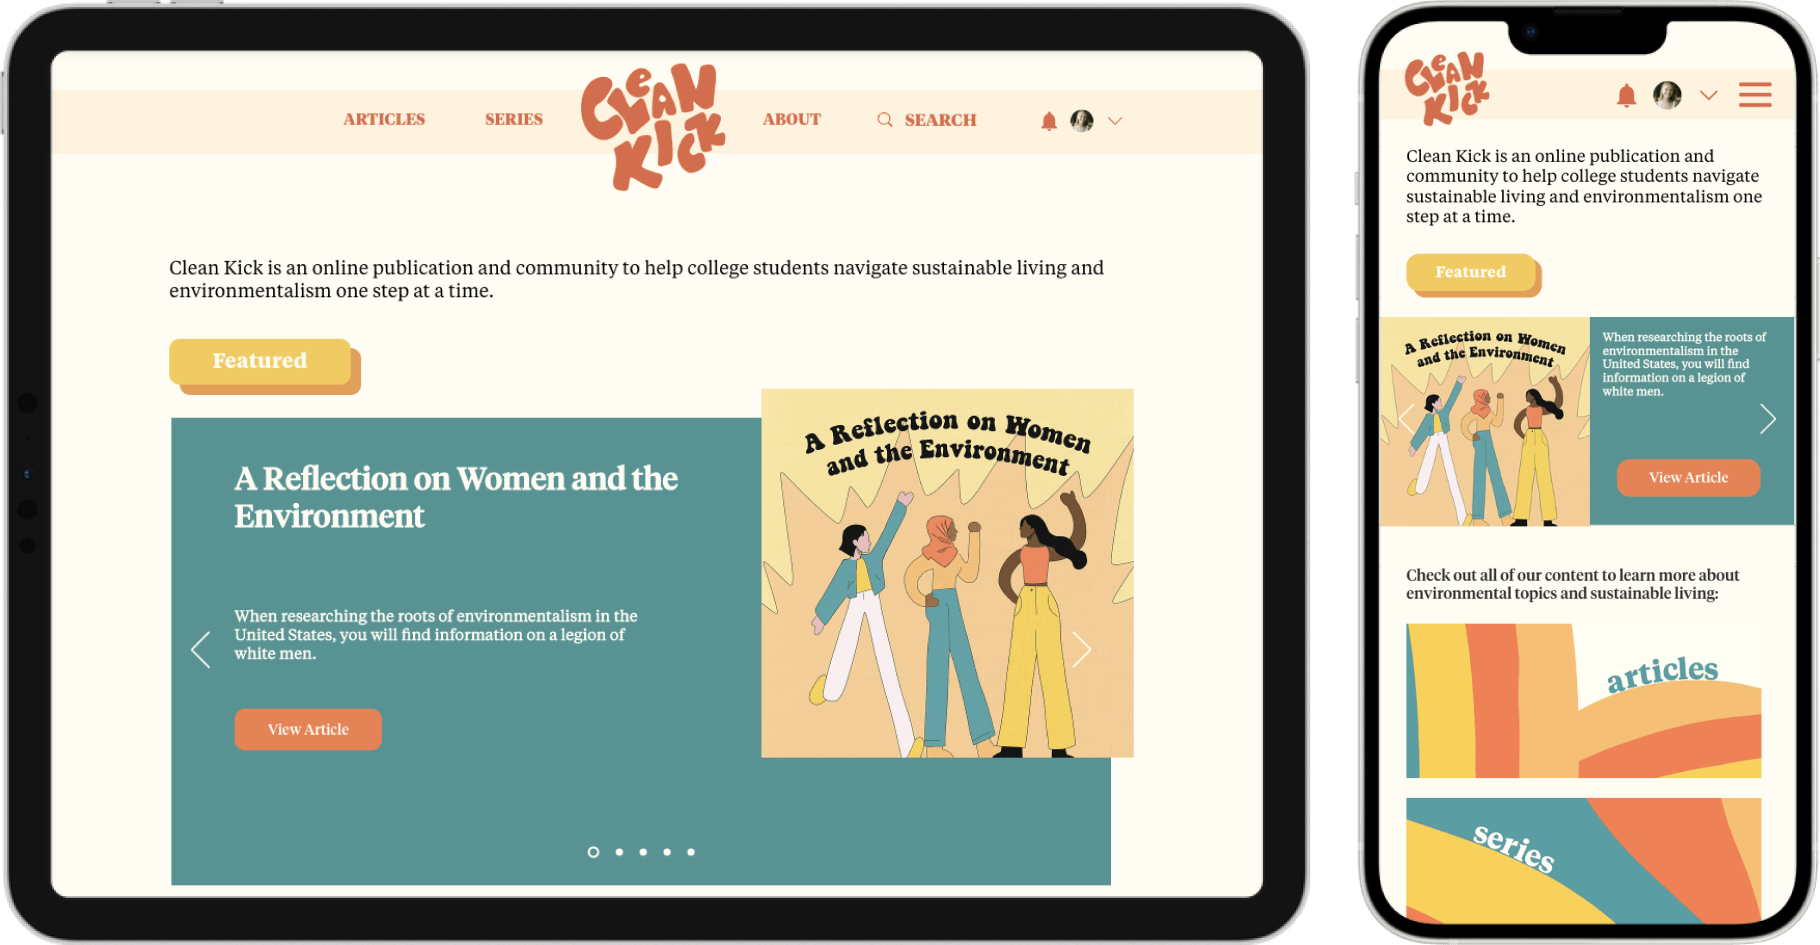 ARTICLES
SERIES
CLEAN
KICK
ABOUT
SEARCH
Clean Kick is an online publication and community to help college students navigate sustainable living and
environmentalism one step at a time.
Featured
A Reflection on Women and the
Environment
When researching the roots of environmentalism in the
United States, you will find information on a legion of
white men.
View Article
A Reflection on Women
and the Environment
CLEAN
KICK
Clean Kick is an online publication and
community to help college students navigate
sustainable living and environmentalism one
step at a time.
Featured
A Reflection on Women
and the Environment
When researching the roots of
environmentalism in the
United States, you will find
information on a legion of
white men.
View Article
Check out all of our content to learn more about
environmental topics and sustainable living:
articles
series